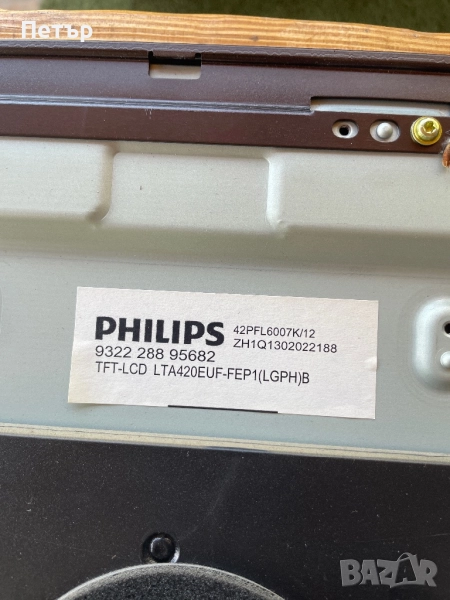 Петър
PHILIPS 42PFL6007K/12
ZH1Q1302022188
9322 288 95682
TFT-LCD LTA420EUF-FEP1(LGPH)B
BAZAR